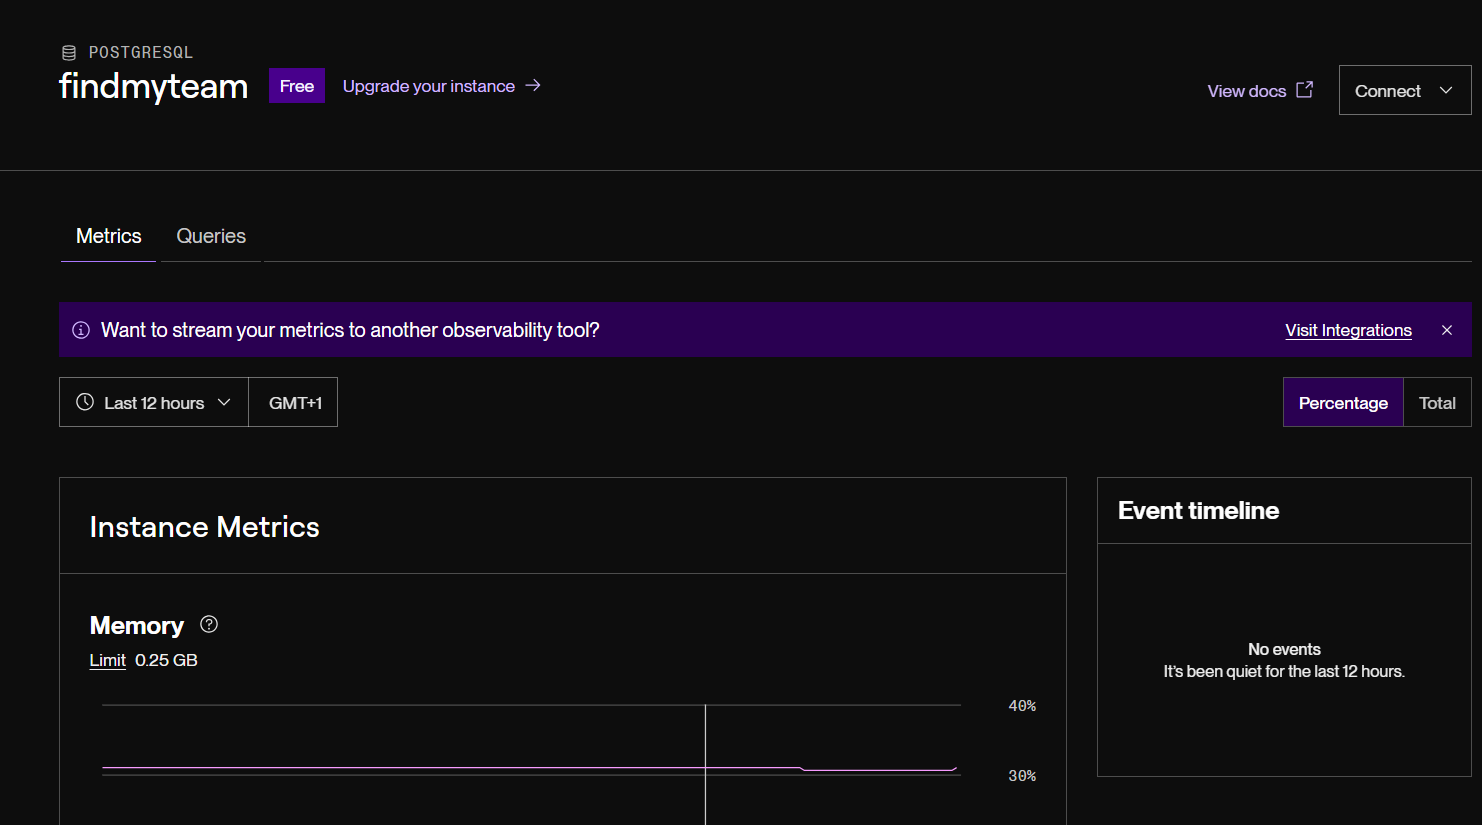 POSTGRESQL
findmyteam Free Upgrade your instance →
View docs Connect
Metrics Queries
Want to stream your metrics to another observability tool? Visit Integrations
Last 12 hours GMT+1 Percentage Total
Instance Metrics
Memory
Limit 0.25 GB
40%
30%
Event timeline
No events
It's been quiet for the last 12 hours.